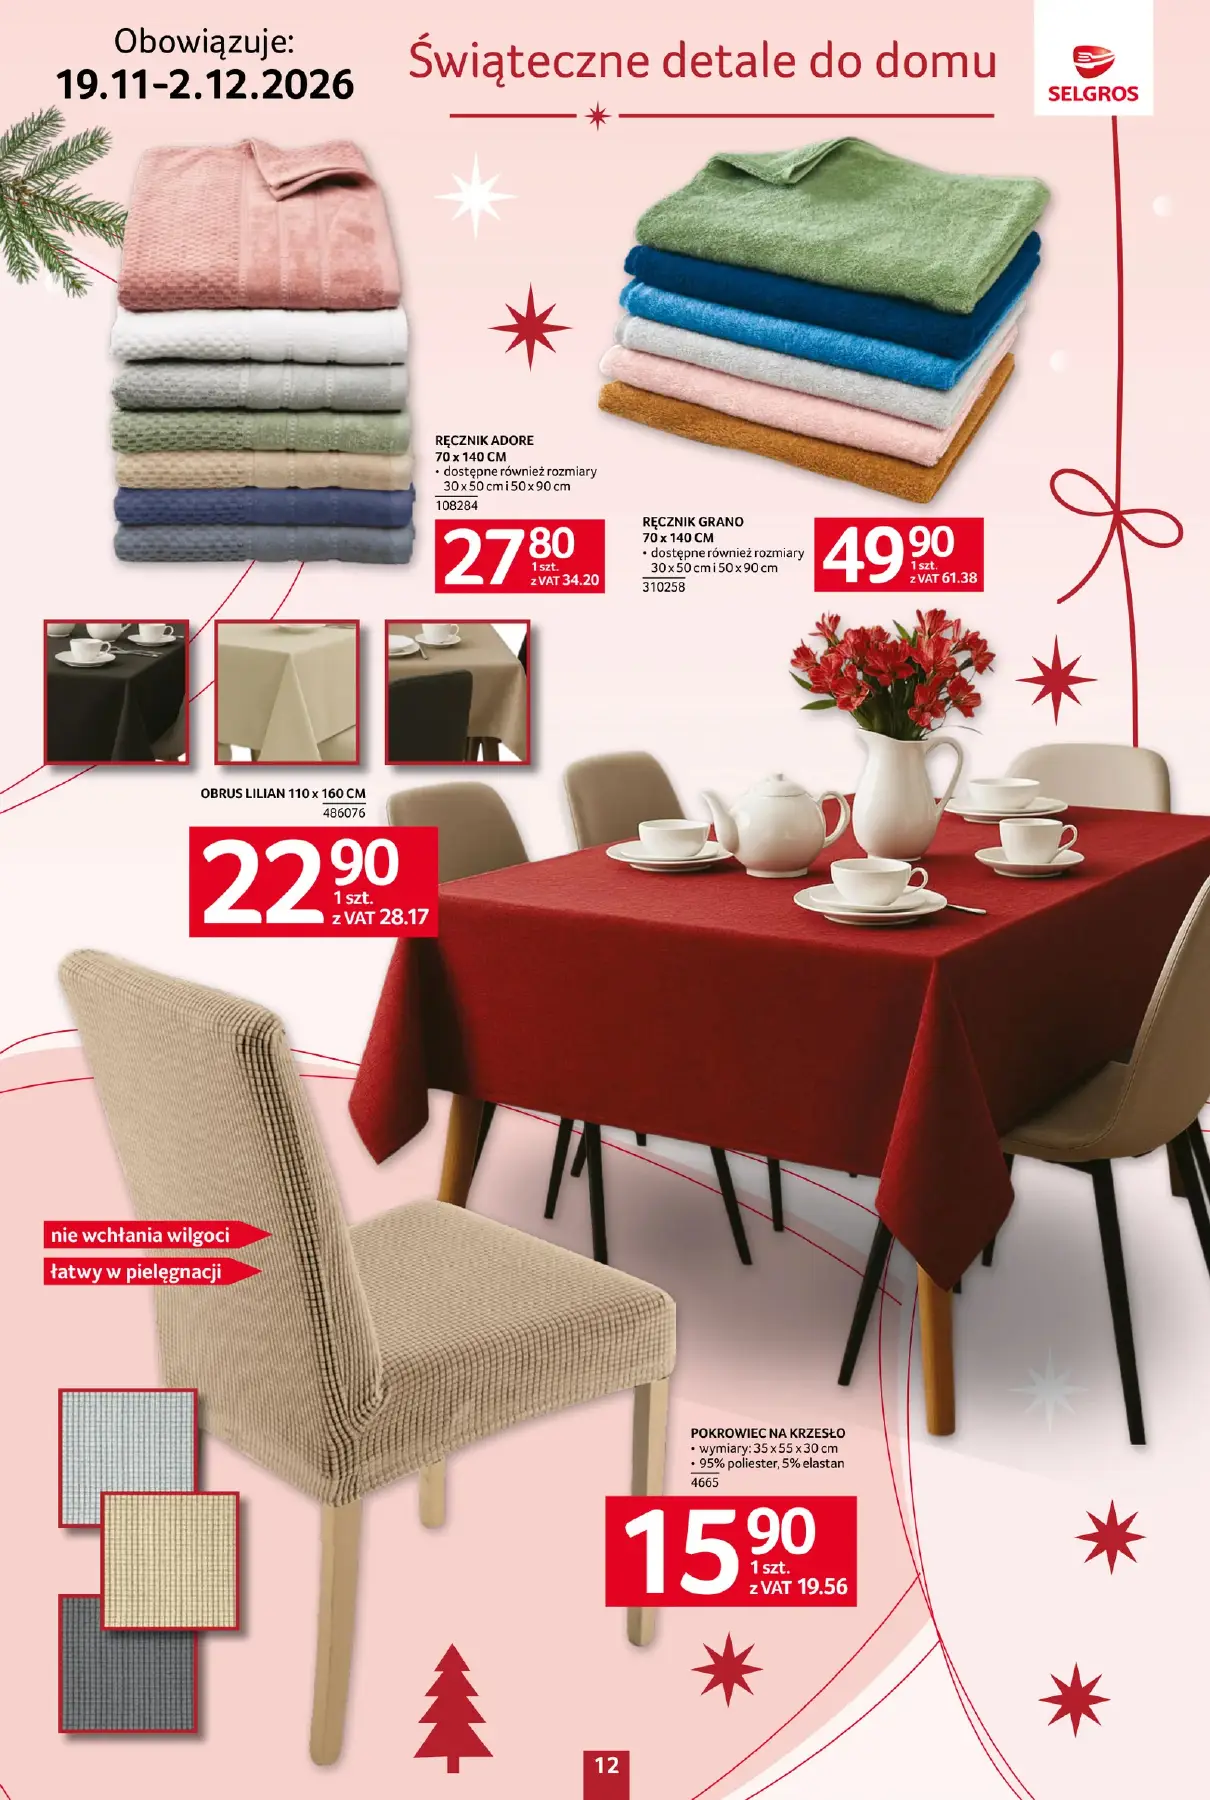 Obowiązuje:
19.11-2.12.2026
Świąteczne detale do domu
SELGROS
RĘCZNIK ADORE
70 x 140 CM
• dostępne również rozmiary
30 x 50 cm i 50 x 90 cm
108284
27 80
1 szt.
z VAT 34.20
RĘCZNIK GRANO
70 x 140 CM
• dostępne również rozmiary
30 x 50 cm i 50 x 90 cm
310258
49 90
1 szt.
z VAT 61.38
OBRUS LILIAN 110 x 160 CM
486076
22 90
1 szt.
z VAT 28.17
nie wchłania wilgoci
łatwy w pielęgnacji
POKROWIEC NA KRZESŁO
• wymiary: 35 x 55 x 30 cm
• 95% poliester, 5% elastan
4665
15 90
1 szt.
z VAT 19.56
12